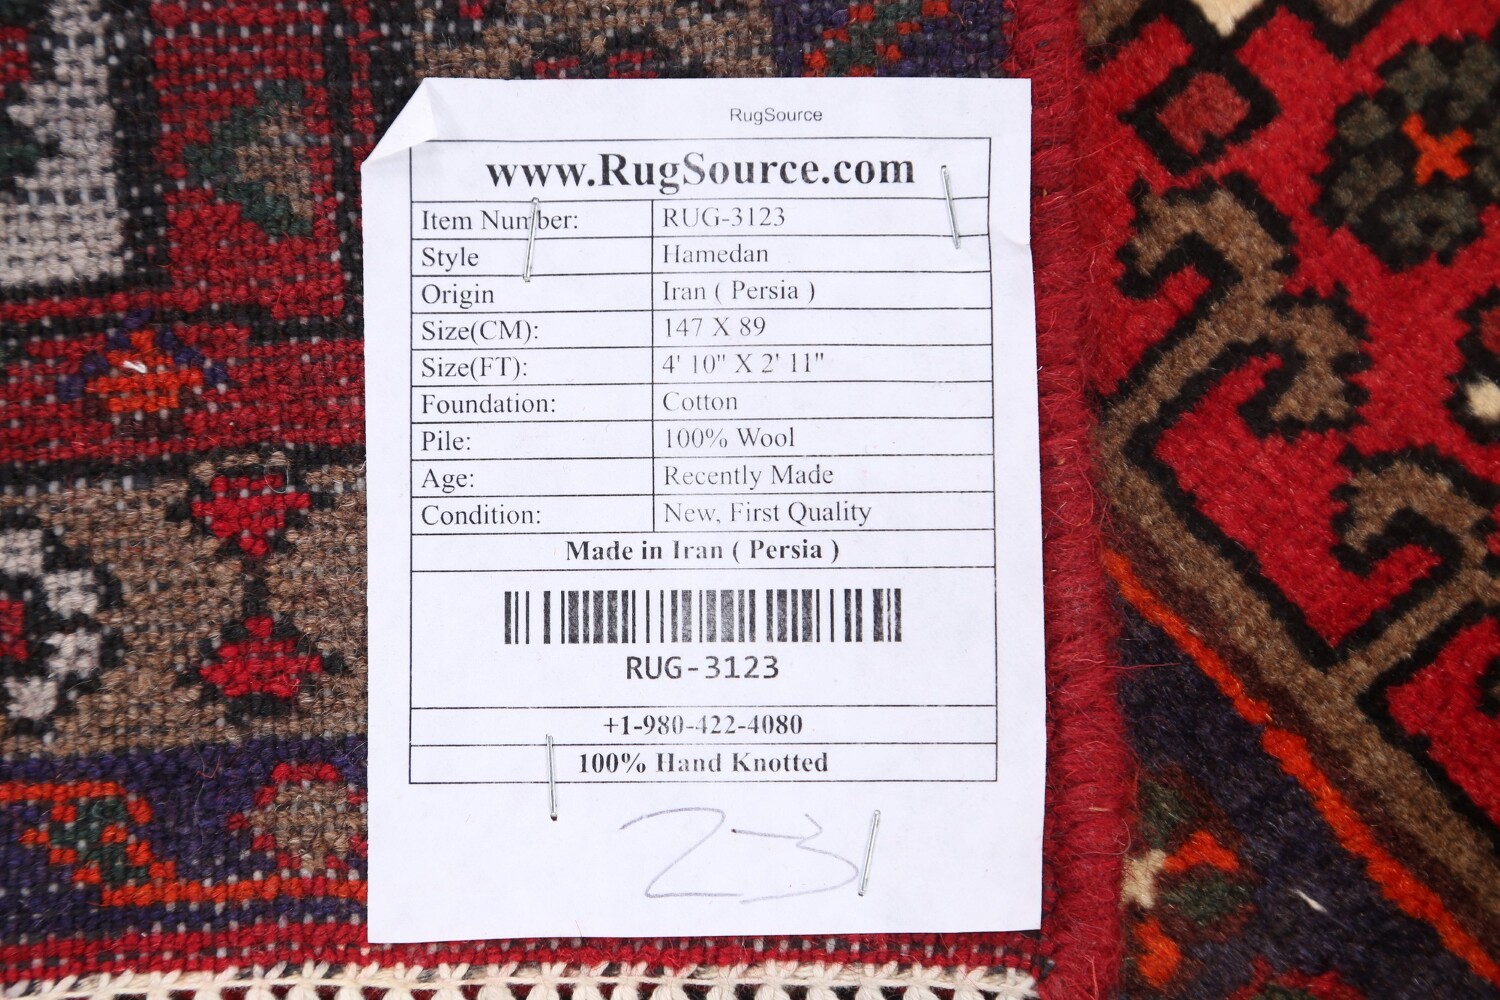 RugSource
www.RugSource.com
Item Number: RUG-3123
Style Hamedan
Origin Iran ( Persia )
Size(CM): 147 X 89
Size(FT): 4' 10" X 2' 11"
Foundation: Cotton
Pile: 100% Wool
Age: Recently Made
Condition: New, First Quality
Made in Iran ( Persia )
RUG-3123
+1-980-422-4080
100% Hand Knotted
23